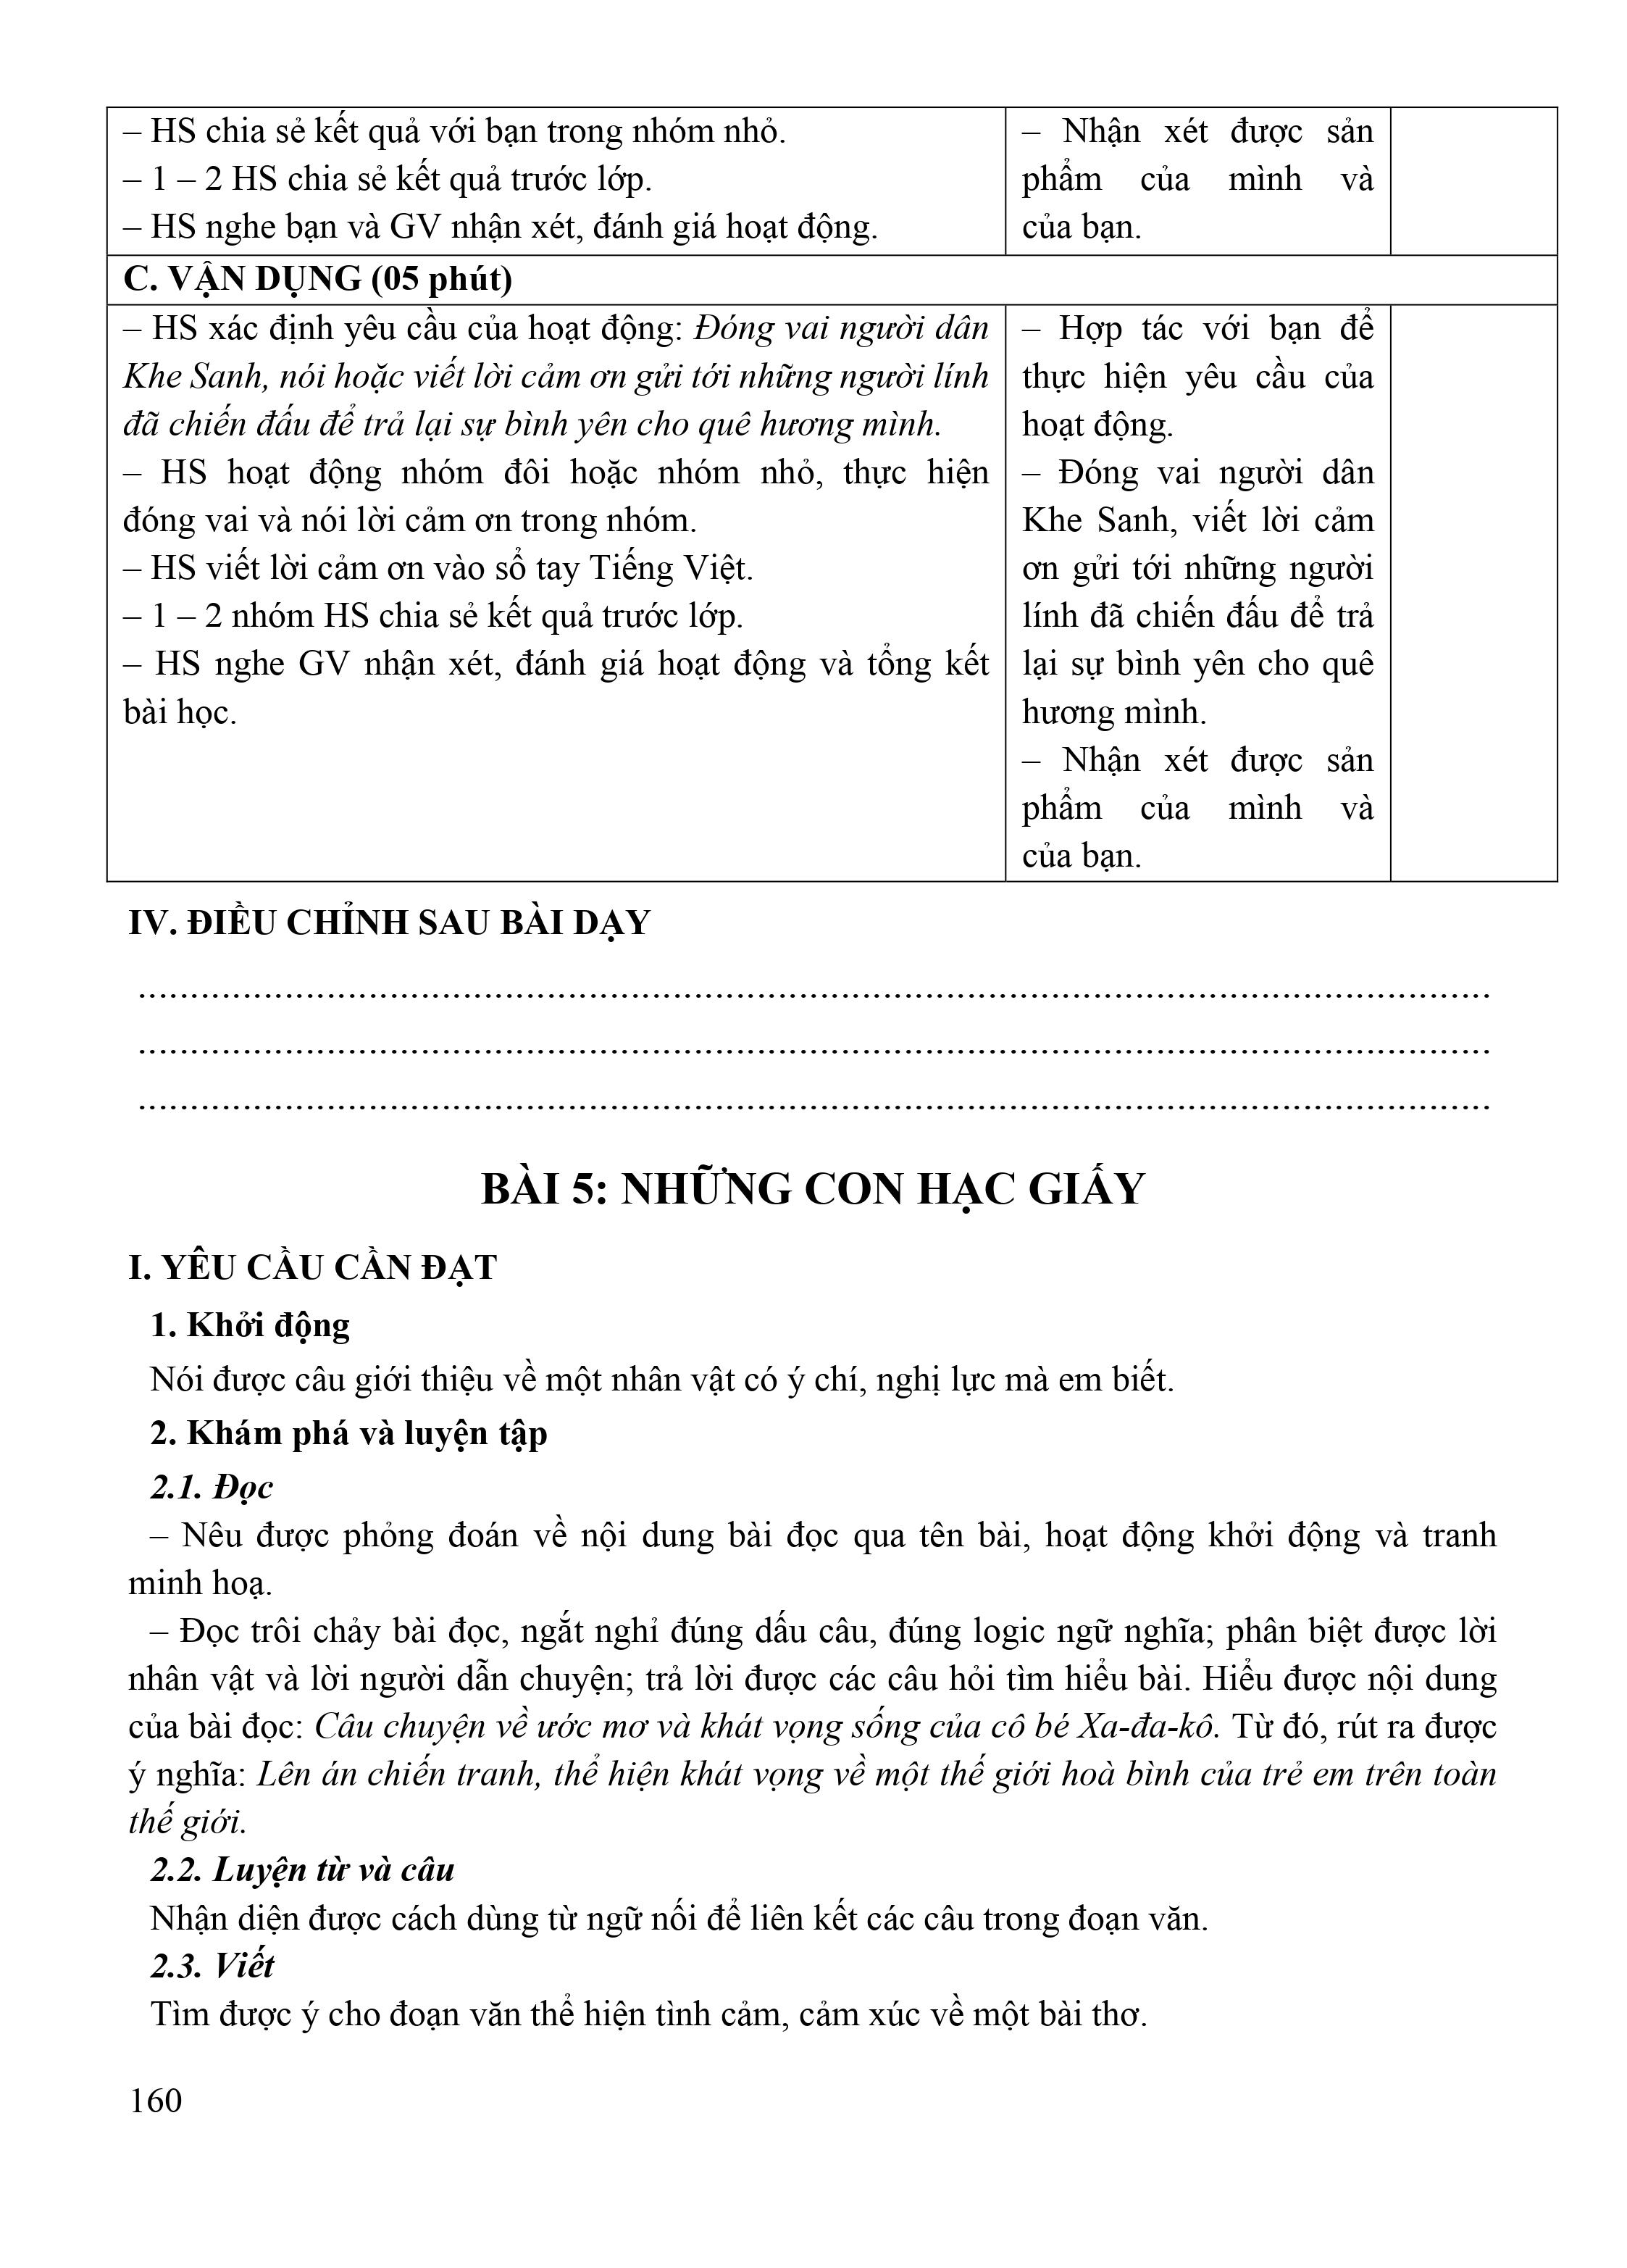 – HS chia sẻ kết quả với bạn trong nhóm nhỏ.
– 1 – 2 HS chia sẻ kết quả trước lớp.
– HS nghe bạn và GV nhận xét, đánh giá hoạt động.
– Nhận xét được sản
phẩm của mình và
của bạn.
C. VẬN DỤNG (05 phút)
– HS xác định yêu cầu của hoạt động: Đóng vai người dân
Khe Sanh, nói hoặc viết lời cảm ơn gửi tới những người lính
đã chiến đấu để trả lại sự bình yên cho quê hương mình.
– HS hoạt động nhóm đôi hoặc nhóm nhỏ, thực hiện
đóng vai và nói lời cảm ơn trong nhóm.
– HS viết lời cảm ơn vào sổ tay Tiếng Việt.
– 1 – 2 nhóm HS chia sẻ kết quả trước lớp.
– HS nghe GV nhận xét, đánh giá hoạt động và tổng kết
bài học.
– Hợp tác với bạn để
thực hiện yêu cầu của
hoạt động.
– Đóng vai người dân
Khe Sanh, viết lời cảm
ơn gửi tới những người
lính đã chiến đấu để trả
lại sự bình yên cho quê
hương mình.
– Nhận xét được sản
phẩm của mình và
của bạn.
IV. ĐIỀU CHỈNH SAU BÀI DẠY
BÀI 5: NHỮNG CON HẠC GIẤY
I. YÊU CẦU CẦN ĐẠT
1. Khởi động
Nói được câu giới thiệu về một nhân vật có ý chí, nghị lực mà em biết.
2. Khám phá và luyện tập
2.1. Đọc
– Nêu được phỏng đoán về nội dung bài đọc qua tên bài, hoạt động khởi động và tranh
minh hoạ.
– Đọc trôi chảy bài đọc, ngắt nghỉ đúng dấu câu, đúng logic ngữ nghĩa; phân biệt được lời
nhân vật và lời người dẫn chuyện; trả lời được các câu hỏi tìm hiểu bài. Hiểu được nội dung
của bài đọc: Câu chuyện về ước mơ và khát vọng sống của cô bé Xa-đa-kô. Từ đó, rút ra được
ý nghĩa: Lên án chiến tranh, thể hiện khát vọng về một thế giới hoà bình của trẻ em trên toàn
thế giới.
2.2. Luyện từ và câu
Nhận diện được cách dùng từ ngữ nối để liên kết các câu trong đoạn văn.
2.3. Viết
Tìm được ý cho đoạn văn thể hiện tình cảm, cảm xúc về một bài thơ.
160